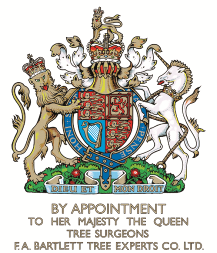 DIEU ET MON DROIT
BY APPOINTMENT
TO HER MAJESTY THE QUEEN
TREE SURGEONS
F.A. BARTLETT TREE EXPERTS CO. LTD.